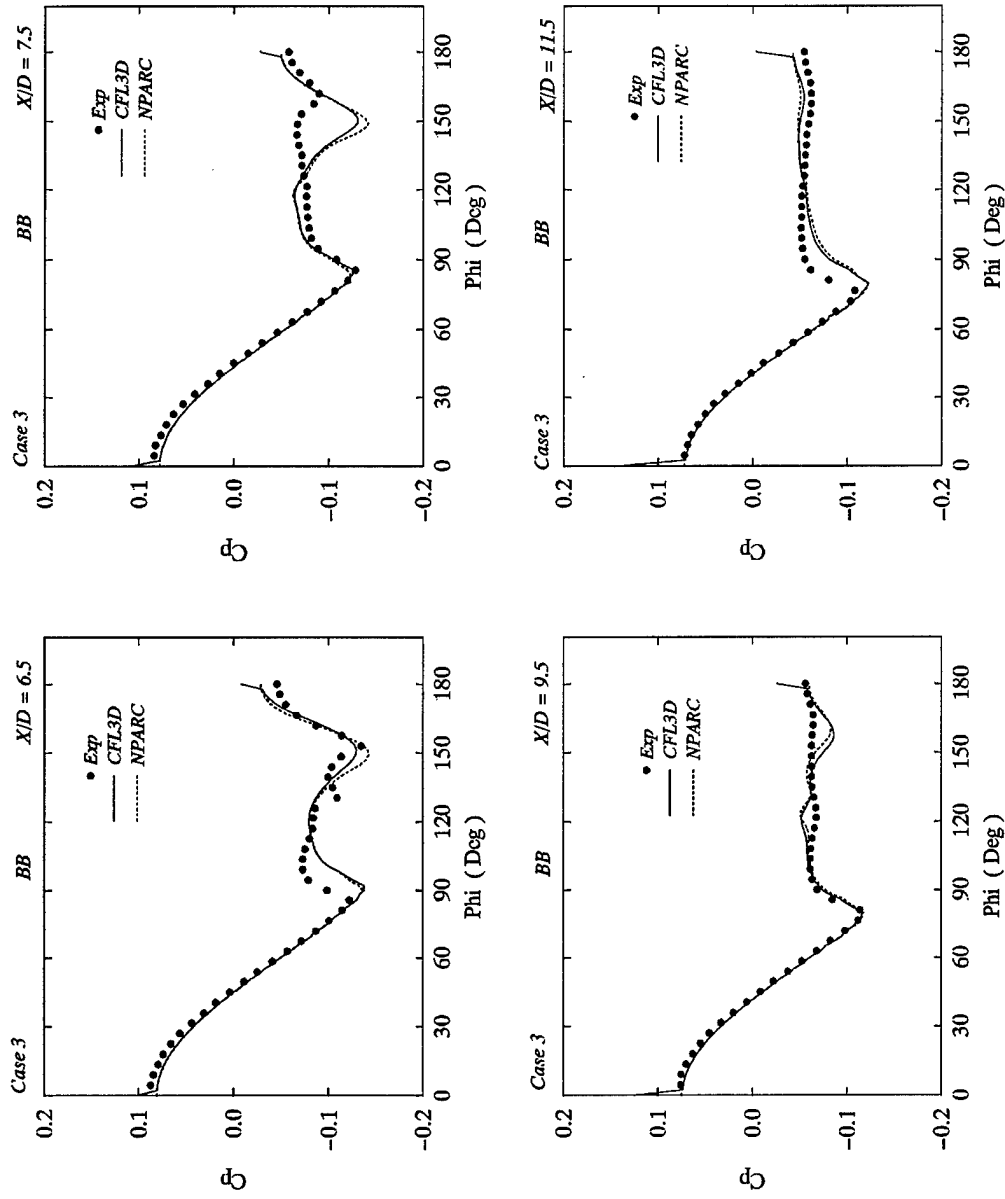 Case 3 BB X/D = 6.5
Exp
CFL3D
NPARC
0.2
0.1
0.0
-0.1
-0.2
Cp
0 30 60 90 120 150 180
Phi ( Deg )
Case 3 BB X/D = 7.5
Exp
CFL3D
NPARC
0.2
0.1
0.0
-0.1
-0.2
Cp
0 30 60 90 120 150 180
Phi ( Deg )
Case 3 BB X/D = 9.5
Exp
CFL3D
NPARC
0.2
0.1
0.0
-0.1
-0.2
Cp
0 30 60 90 120 150 180
Phi ( Deg )
Case 3 BB X/D = 11.5
Exp
CFL3D
NPARC
0.2
0.1
0.0
-0.1
-0.2
Cp
0 30 60 90 120 150 180
Phi ( Deg )